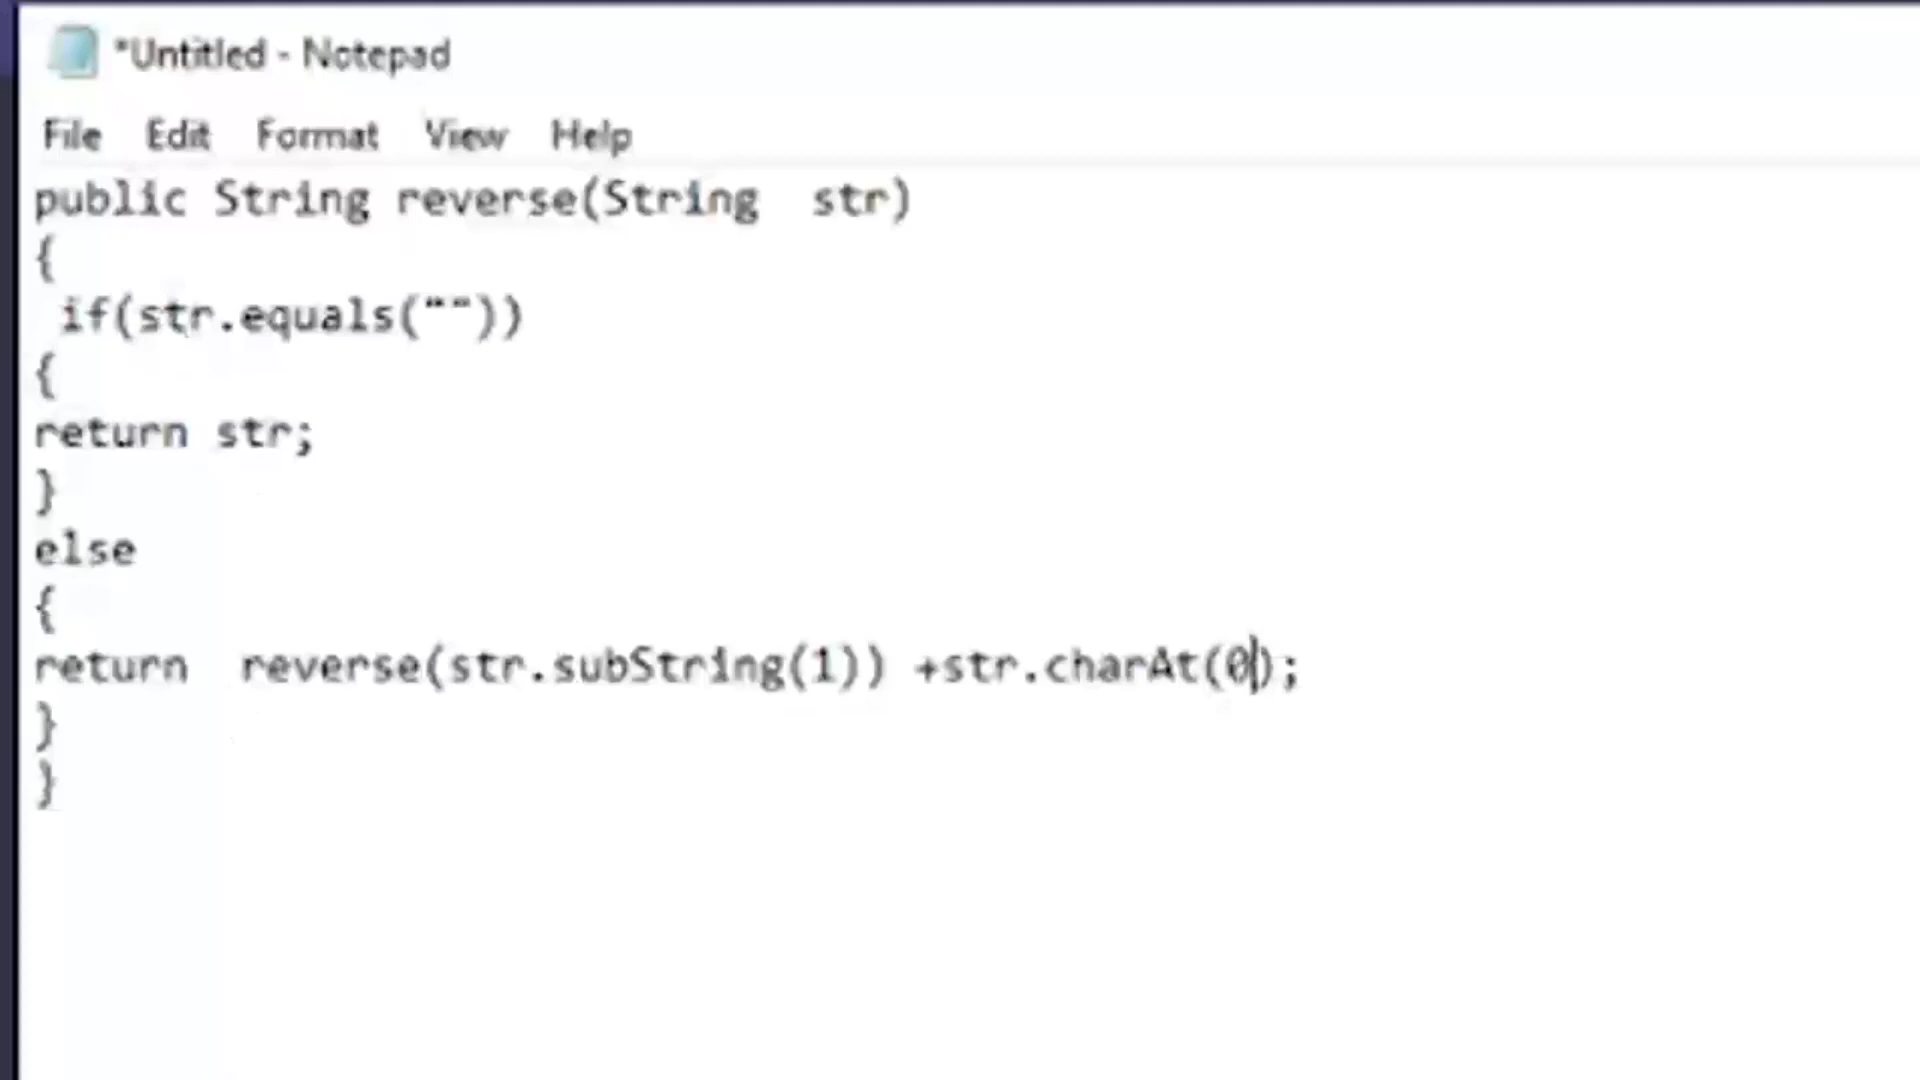 *Untitled - Notepad
File Edit Format View Help
public String reverse(String  str)
{
 if(str.equals(""))
{
return str;
}
else
{
return  reverse(str.subString(1)) +str.charAt(0);
}
}